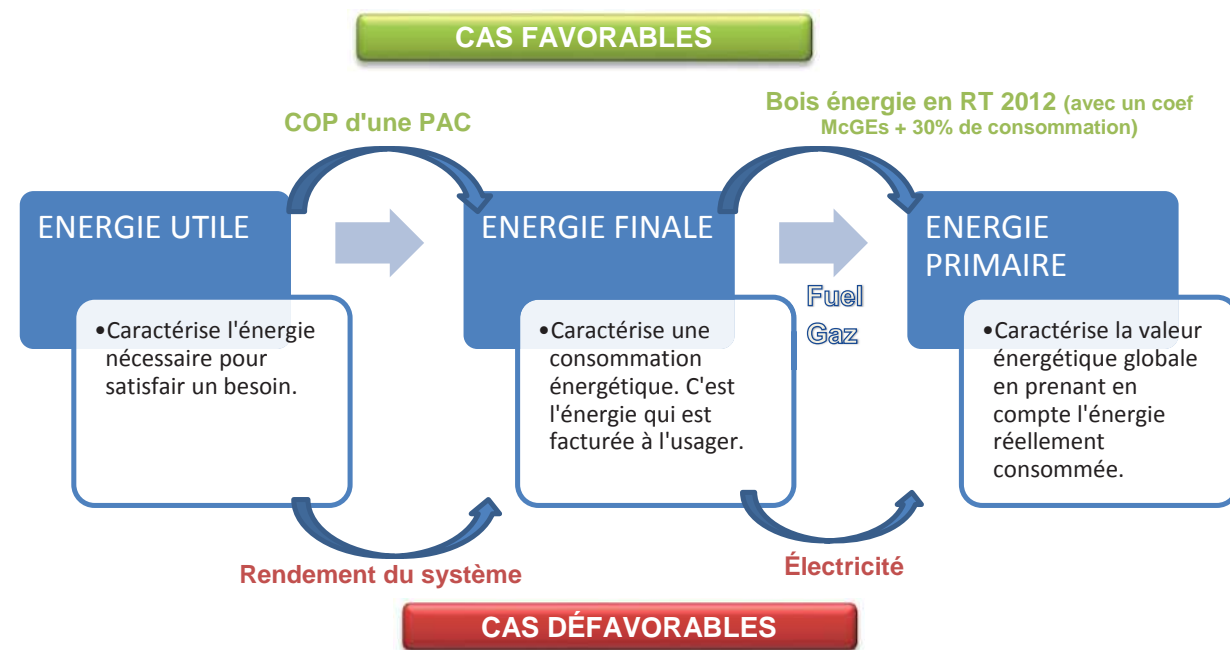 CAS FAVORABLES
COP d'une PAC
Bois énergie en RT 2012 (avec un coef
McGEs + 30% de consommation)
ENERGIE UTILE
•Caractérise l'énergie
nécessaire pour
satisfair un besoin.
ENERGIE FINALE
•Caractérise une
consommation
énergétique. C'est
l'énergie qui est
facturée à l'usager.
Fuel
Gaz
ENERGIE
PRIMAIRE
•Caractérise la valeur
énergétique globale
en prenant en
compte l'énergie
réellement
consommée.
Rendement du système
Électricité
CAS DÉFAVORABLES